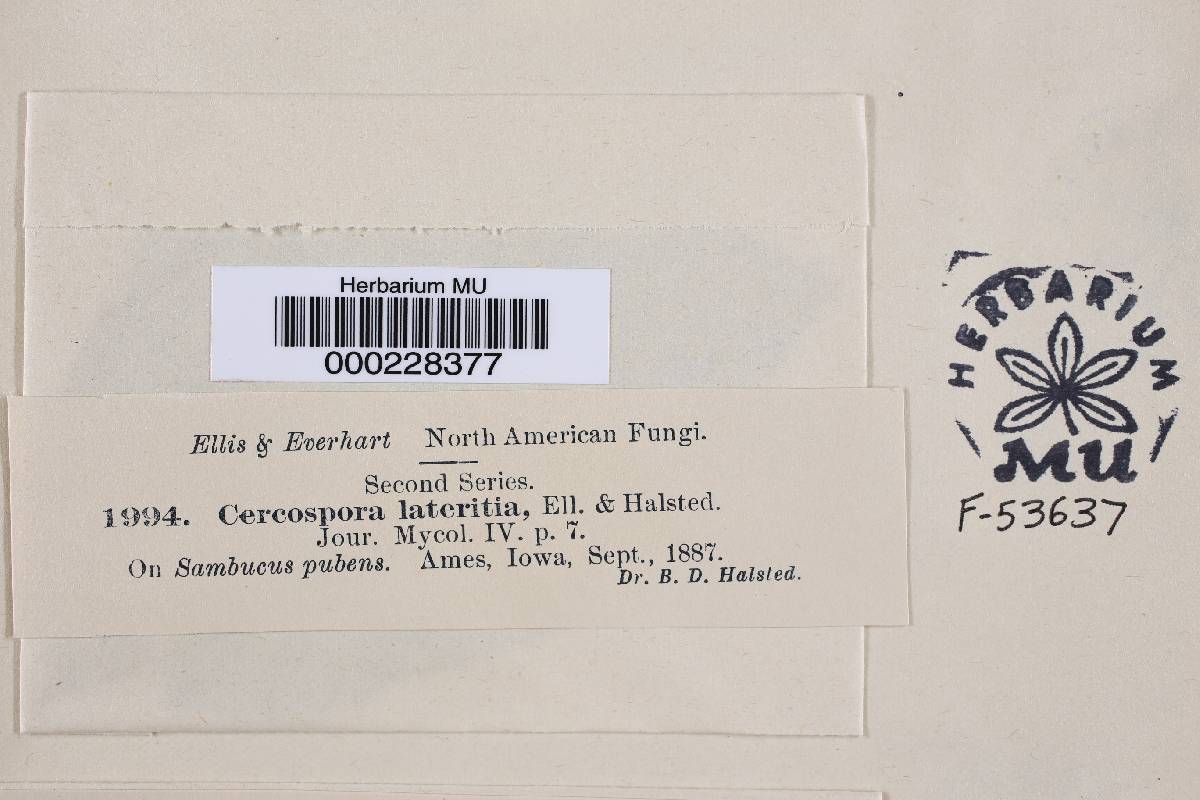 Herbarium MU
000228377
Ellis & Everhart North American Fungi.
Second Series.
1994. Cercospora lateritia, Ell. & Halsted.
Jour. Mycol. IV. p. 7.
On Sambucus pubens. Ames, Iowa, Sept., 1887.
Dr. B. D. Halsted.
HERBARIUM
MU
F-53637